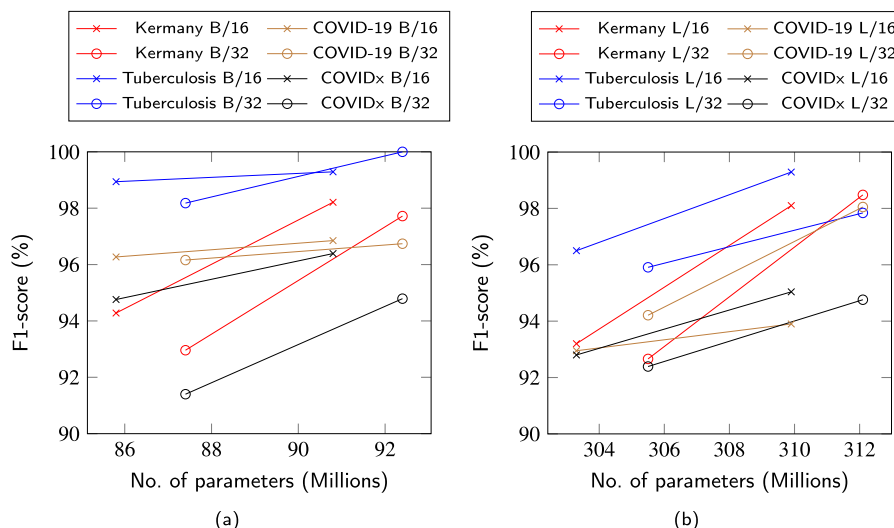 Kermany B/16 COVID-19 B/16
Kermany B/32 COVID-19 B/32
Tuberculosis B/16 COVIDx B/16
Tuberculosis B/32 COVIDx B/32
100
98
96
94
92
90
F1-score (%)
86 88 90 92
No. of parameters (Millions)
(a)
Kermany L/16 COVID-19 L/16
Kermany L/32 COVID-19 L/32
Tuberculosis L/16 COVIDx L/16
Tuberculosis L/32 COVIDx L/32
100
98
96
94
92
90
F1-score (%)
304 306 308 310 312
No. of parameters (Millions)
(b)